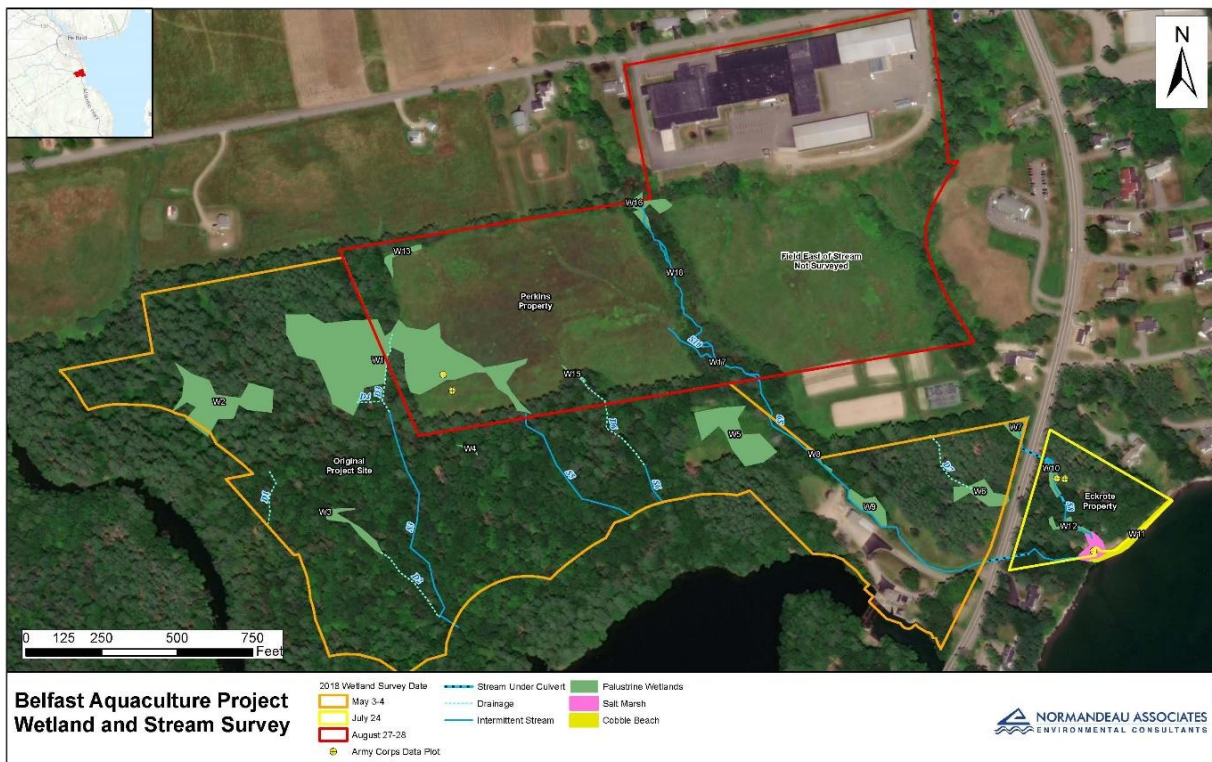 N
W16
W13
Field East of Stream
Not Surveyed
W18
Perkins
Property
S10
W17
W1
W15
W2
W5
W4
W7
W8
W10
Original
Project Site
W6
Eckrote
Property
W9
W11
W12
W3
0 125 250 500 750
Feet
Belfast Aquaculture Project
Wetland and Stream Survey
2018 Wetland Survey Date
May 3-4
July 24
August 27-28
Army Corps Data Plot
Stream Under Culvert
Drainage
Intermittent Stream
Palustrine Wetlands
Salt Marsh
Cobble Beach
NORMANDEAU ASSOCIATES
ENVIRONMENTAL CONSULTANTS